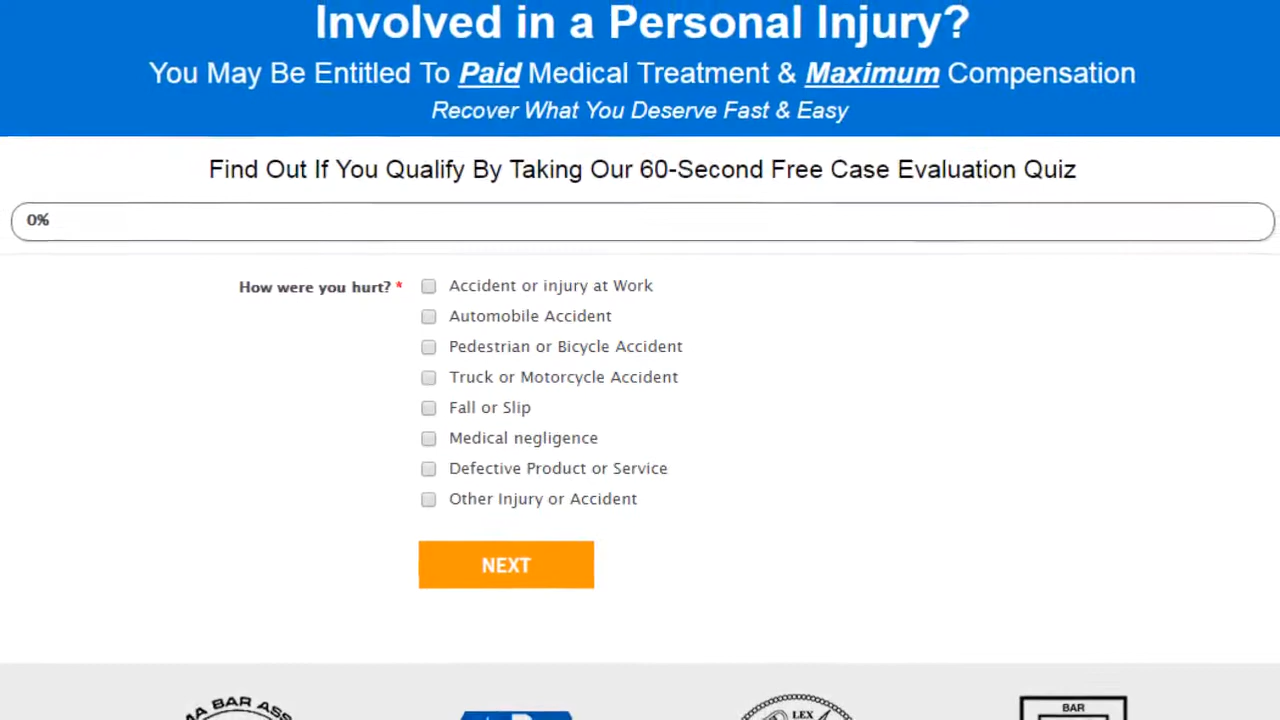 Involved in a Personal Injury?
You May Be Entitled To Paid Medical Treatment & Maximum Compensation
Recover What You Deserve Fast & Easy
Find Out If You Qualify By Taking Our 60-Second Free Case Evaluation Quiz
0%
How were you hurt? *
Accident or injury at Work
Automobile Accident
Pedestrian or Bicycle Accident
Truck or Motorcycle Accident
Fall or Slip
Medical negligence
Defective Product or Service
Other Injury or Accident
NEXT
BAR
LEX
BAR